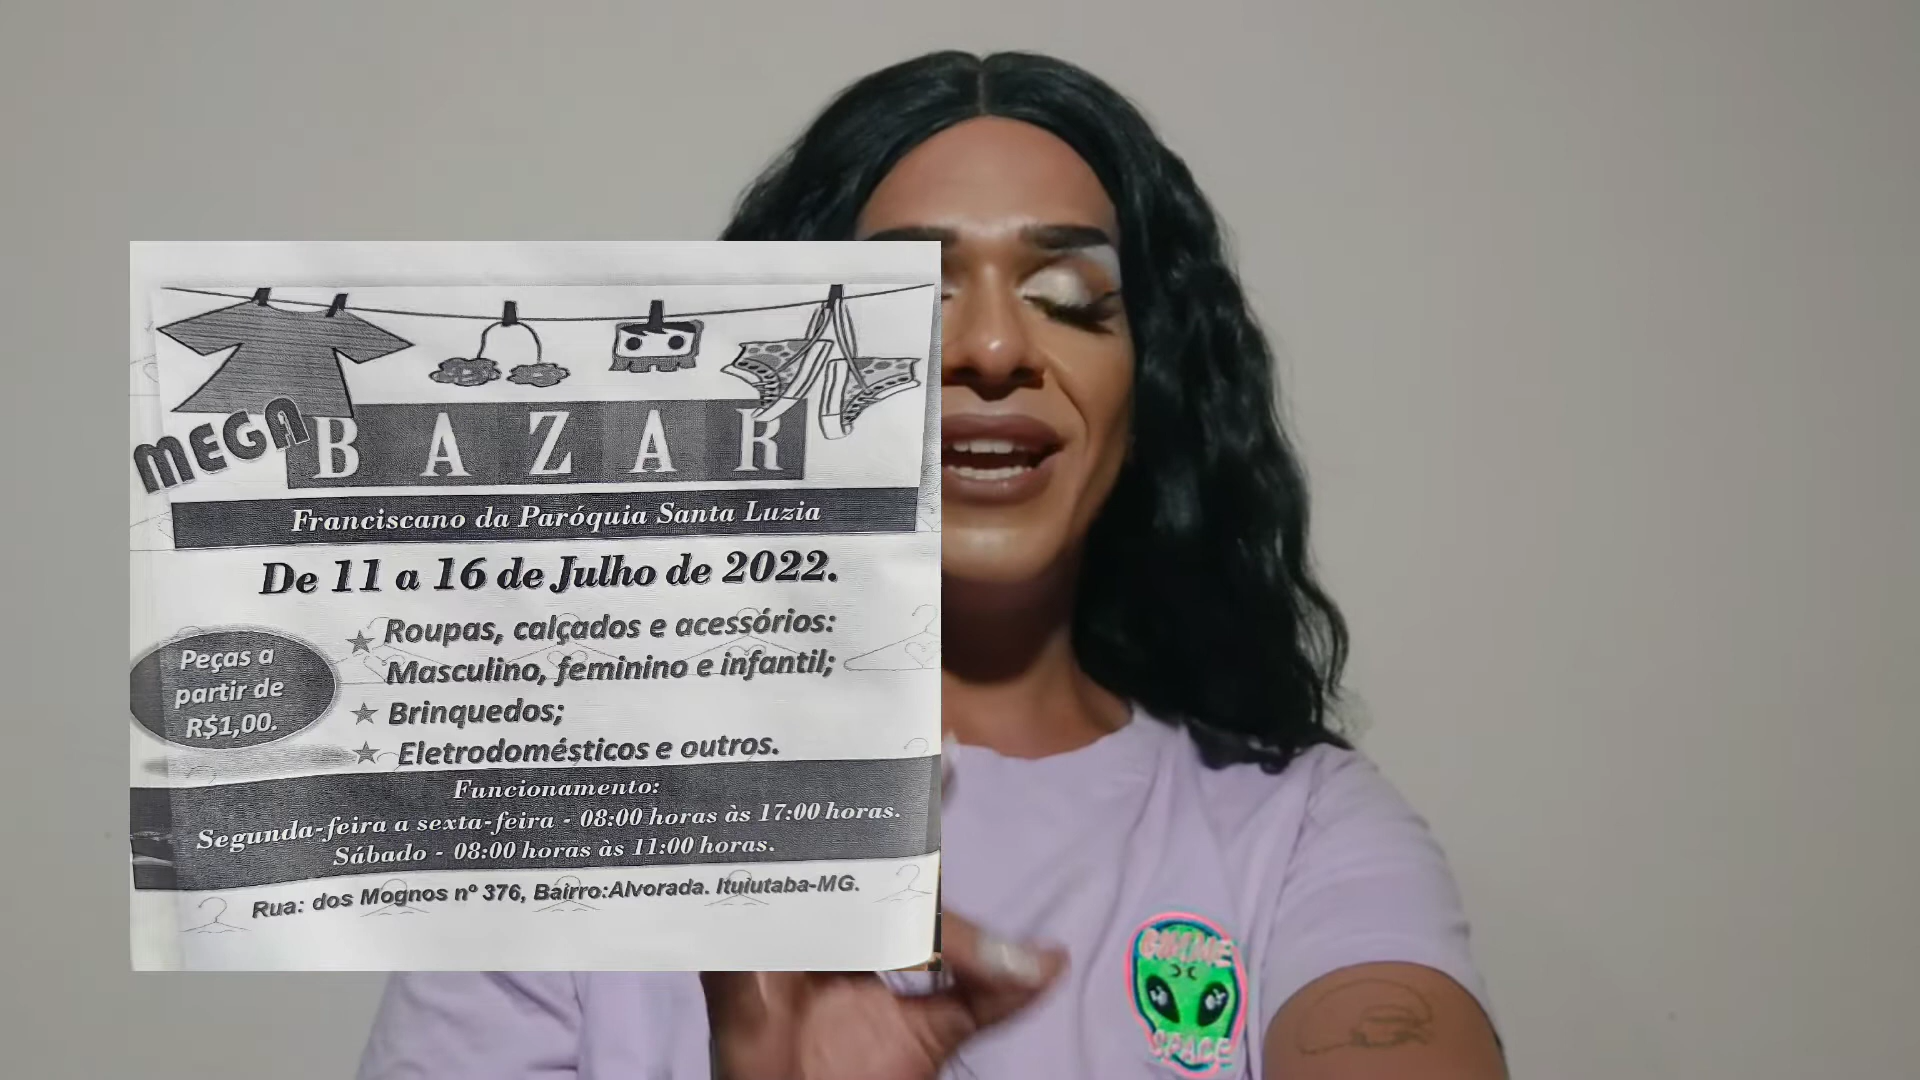 MEGA
BAZAR
Franciscano da Paróquia Santa Luzia
De 11 a 16 de Julho de 2022.
Roupas, calçados e acessórios:
Masculino, feminino e infantil;
Brinquedos;
Eletrodomésticos e outros.
Peças a
partir de
R$1,00.
Funcionamento:
Segunda-feira a sexta-feira - 08:00 horas às 17:00 horas.
Sábado - 08:00 horas às 11:00 horas.
Rua: dos Mognos nº 376, Bairro:Alvorada. Ituiutaba-MG.
GIMME
SPACE